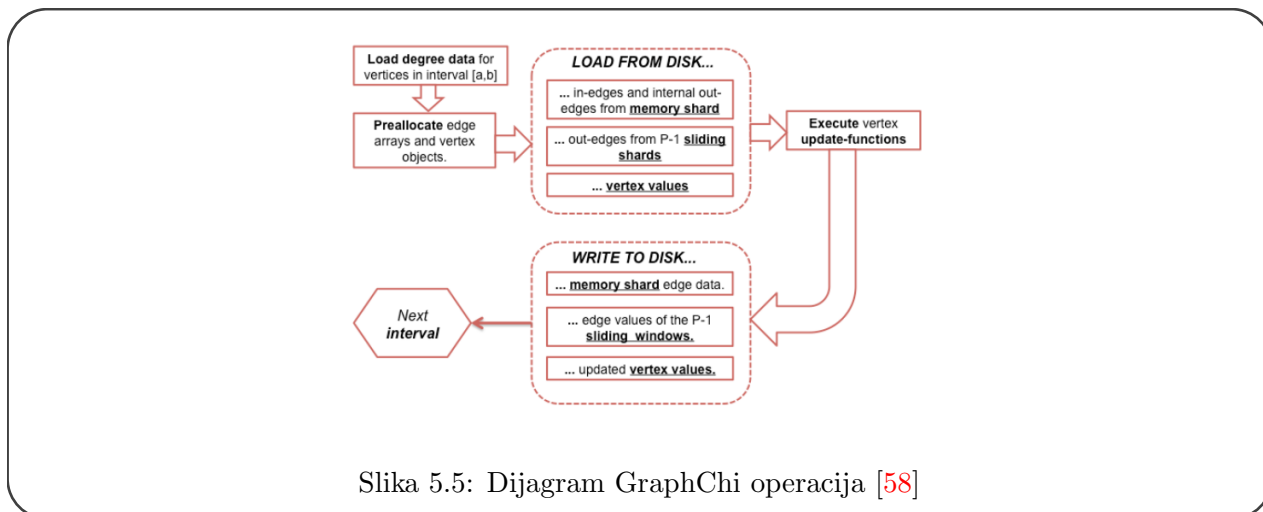 Load degree data for
vertices in interval [a,b]
Preallocate edge
arrays and vertex
objects.
LOAD FROM DISK...
... in-edges and internal out-
edges from memory shard
... out-edges from P-1 sliding
shards
... vertex values
Execute vertex
update-functions
WRITE TO DISK...
... memory shard edge data.
... edge values of the P-1
sliding windows.
... updated vertex values.
Next
interval
Slika 5.5: Dijagram GraphChi operacija [58]